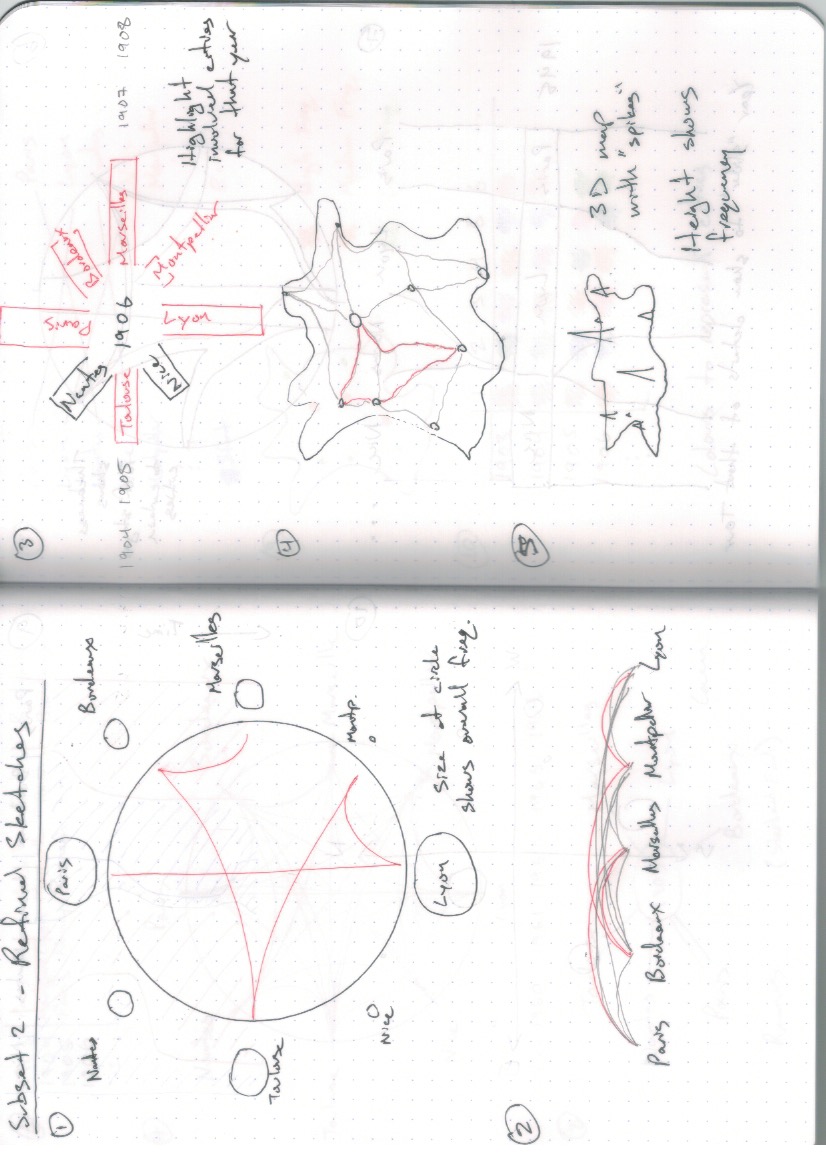 Subset 2 - Refined Sketches
1
Paris
Nantes
Bordeaux
Marseilles
Toulouse
Montp.
Nice
Lyon
Size of circle
shows overall freq.
2
Paris Bordeaux Marseilles Montpellier Lyon
3
Paris
Nantes
Bordeaux
1904 1905 Toulouse 1906 Marseilles 1907 1908
Nice
Lyon
Montpellier
Highlight
involved cities
for that year
4
5
3D map
with "spikes"
Height shows
frequency